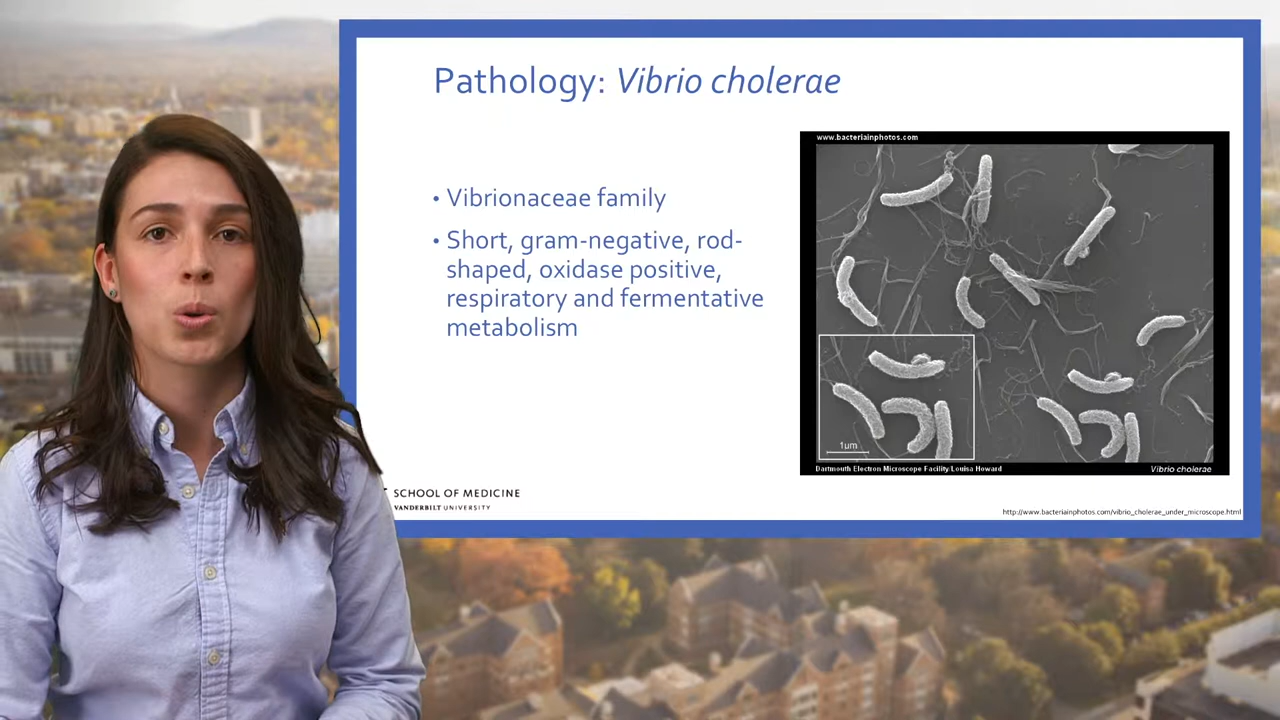 Pathology: Vibrio cholerae
• Vibrionaceae family
• Short, gram-negative, rod-
shaped, oxidase positive,
respiratory and fermentative
metabolism
www.bacteriainphotos.com
1um
Dartmouth Electron Microscope Facility Louisa Howard
Vibrio cholerae
SCHOOL OF MEDICINE
VANDERBILT UNIVERSITY
http://www.bacteriainphotos.com/vibrio_cholerae_under_microscope.html